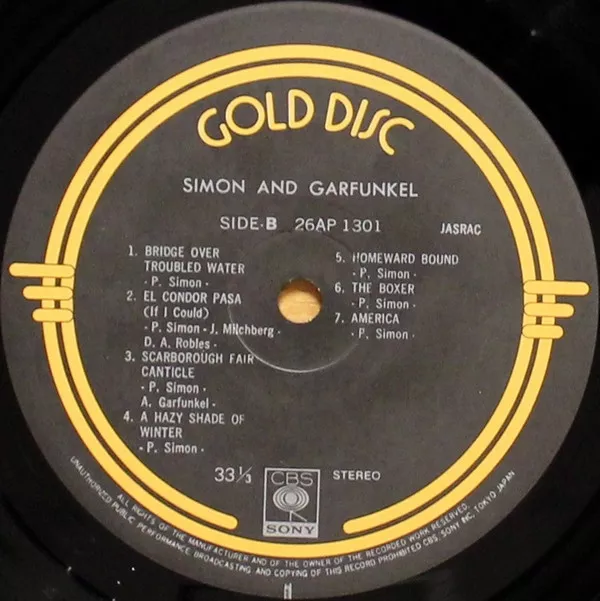 GOLD DISC
SIMON AND GARFUNKEL
SIDE·B 26AP 1301 JASRAC
1. BRIDGE OVER
TROUBLED WATER
· P. Simon ·
2. EL CONDOR PASA
(If I Could)
· P. Simon · J. Milchberg ·
D. A. Robles ·
3. SCARBOROUGH FAIR
CANTICLE
· P. Simon ·
A. Garfunkel ·
4. A HAZY SHADE OF
WINTER
· P. Simon ·
5. HOMEWARD BOUND
· P. Simon ·
6. THE BOXER
· P. Simon ·
7. AMERICA
· P. Simon ·
33 1/3 STEREO
CBS
SONY
ALL RIGHTS OF THE MANUFACTURER AND OF THE OWNER OF THE RECORDED WORK RESERVED.
UNAUTHORIZED PUBLIC PERFORMANCE, BROADCASTING AND COPYING OF THIS RECORD PROHIBITED CBS, SONY INC, TOKYO JAPAN